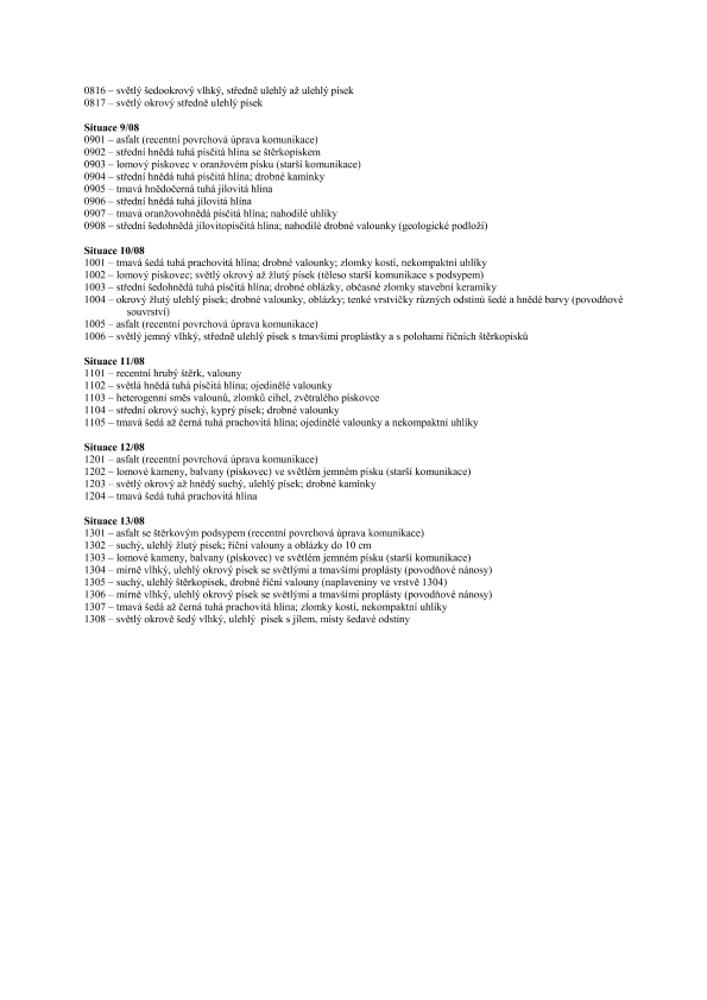 0816 – světlý šedookrový vlhký, středně ulehlý až ulehlý písek
0817 – světlý okrový středně ulehlý písek
Situace 9/08
0901 – asfalt (recentní povrchová úprava komunikace)
0902 – střední hnědá tuhá písčitá hlína se štěrkopískem
0903 – lomový pískovec v oranžovém písku (starší komunikace)
0904 – střední hnědá tuhá písčitá hlína; drobné kamínky
0905 – tmavá hnědočerná tuhá jílovitá hlína
0906 – střední hnědá tuhá jílovitá hlína
0907 – tmavá oranžovohnědá písčitá hlína; nahodilé uhlíky
0908 – střední šedohnědá jílovitopísčitá hlína; nahodilé drobné valounky (geologické podloží)
Situace 10/08
1001 – tmavá šedá tuhá prachovitá hlína; drobné valounky; zlomky kostí, nekompaktní uhlíky
1002 – lomový pískovec; světlý okrový až žlutý písek (těleso starší komunikace s podsypem)
1003 – střední šedohnědá tuhá písčitá hlína; drobné oblázky, občasné zlomky stavební keramiky
1004 – okrový žlutý ulehlý písek; drobné valounky, oblázky; tenké vrstvičky různých odstínů šedé a hnědé barvy (povodňové
souvrství)
1005 – asfalt (recentní povrchová úprava komunikace)
1006 – světlý jemný vlhký, středně ulehlý písek s tmavšími proplástky a s polohami říčních štěrkopísků
Situace 11/08
1101 – recentní hrubý štěrk, valouny
1102 – světlá hnědá tuhá písčitá hlína; ojedinělé valounky
1103 – heterogenní směs valounů, zlomků cihel, zvětralého pískovce
1104 – střední okrový suchý, kyprý písek; drobné valounky
1105 – tmavá šedá až černá tuhá prachovitá hlína; ojedinělé valounky a nekompaktní uhlíky
Situace 12/08
1201 – asfalt (recentní povrchová úprava komunikace)
1202 – lomové kameny, balvany (pískovec) ve světlém jemném písku (starší komunikace)
1203 – světlý okrový až hnědý suchý, ulehlý písek; drobné kamínky
1204 – tmavá šedá tuhá prachovitá hlína
Situace 13/08
1301 – asfalt se štěrkovým podsypem (recentní povrchová úprava komunikace)
1302 – suchý, ulehlý žlutý písek; říční valouny a oblázky do 10 cm
1303 – lomové kameny, balvany (pískovec) ve světlém jemném písku (starší komunikace)
1304 – mírně vlhký, ulehlý okrový písek se světlými a tmavšími proplásty (povodňové nánosy)
1305 – suchý, ulehlý štěrkopísek, drobné říční valouny (naplaveniny ve vrstvě 1304)
1306 – mírně vlhký, ulehlý okrový písek se světlými a tmavšími proplásty (povodňové nánosy)
1307 – tmavá šedá až černá tuhá prachovitá hlína; zlomky kostí, nekompaktní uhlíky
1308 – světlý okrově šedý vlhký, ulehlý  písek s jílem, místy šedavé odstíny